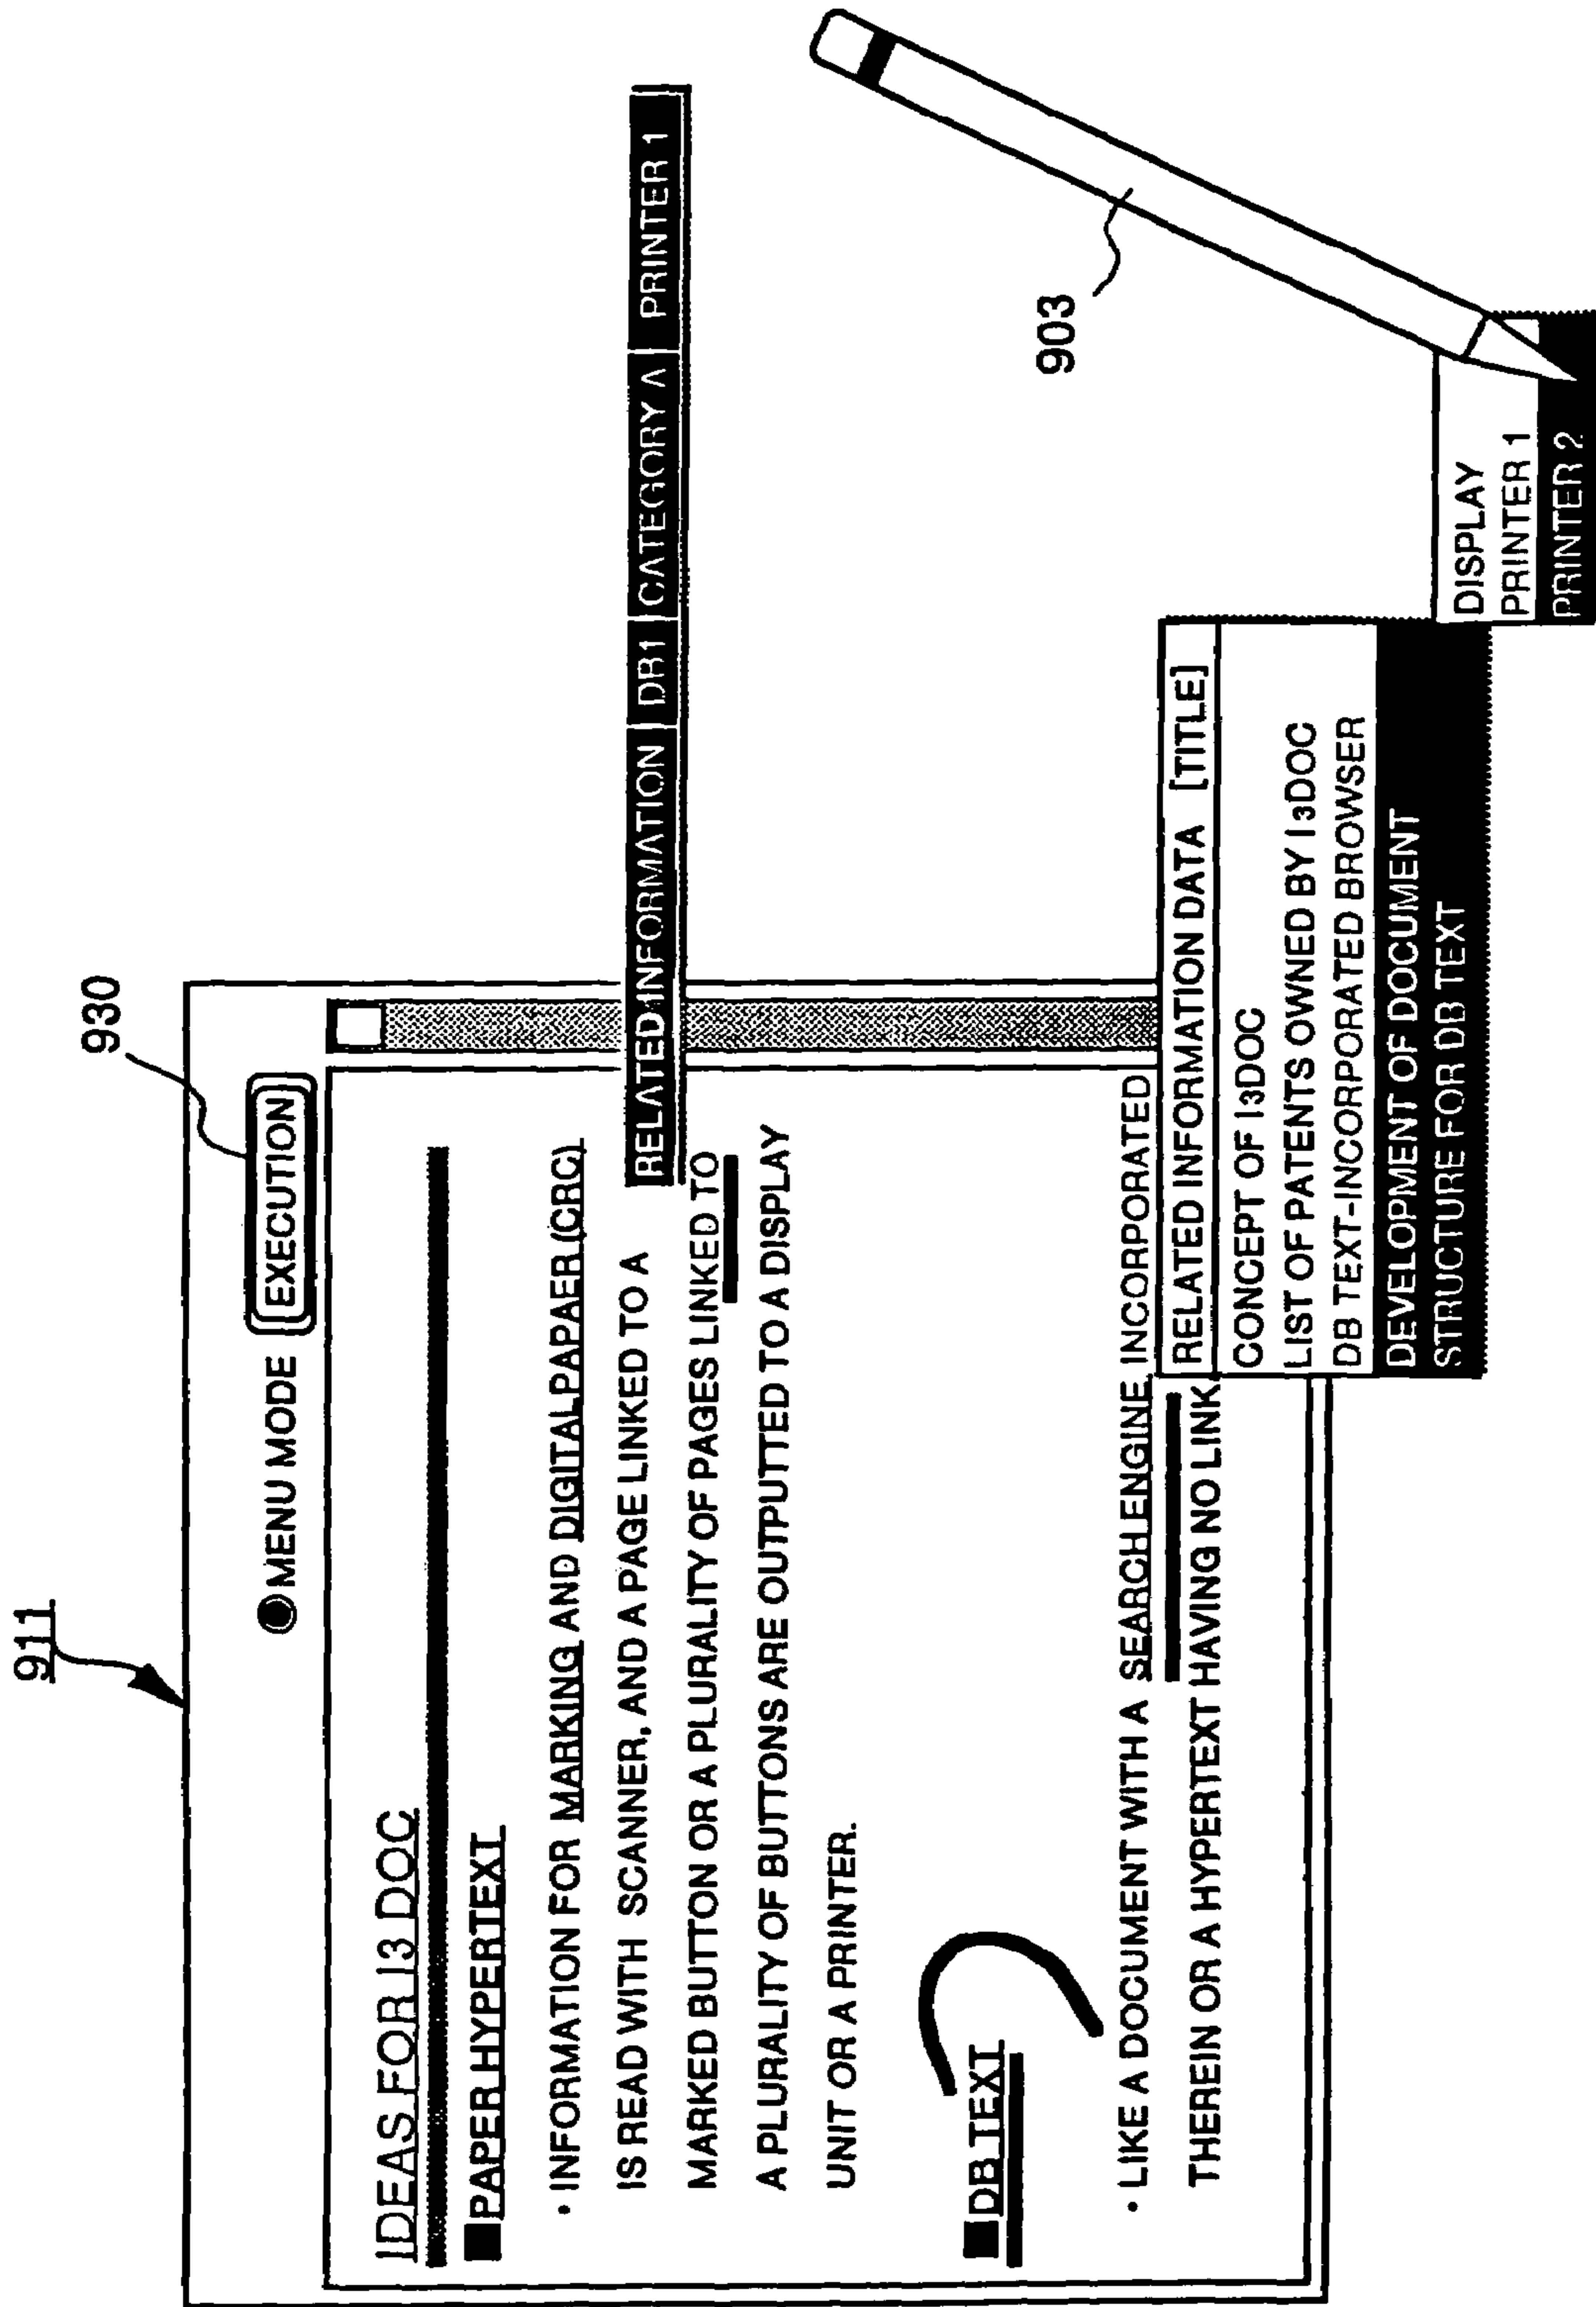 911
930
MENU MODE
EXECUTION
IDEAS FOR I3 DOC
PAPER HYPERTEXT
• INFORMATION FOR MARKING AND DIGITALPAPAER (CRC)
IS READ WITH SCANNER, AND A PAGE LINKED TO A
MARKED BUTTON OR A PLURALITY OF PAGES LINKED TO
A PLURALITY OF BUTTONS ARE OUTPUTTED TO A DISPLAY
UNIT OR A PRINTER.
RELATED INFORMATION DB1 CATEGORY A PRINTER 1
DB TEXT
• LIKE A DOCUMENT WITH A SEARCH ENGINE INCORPORATED
THEREIN OR A HYPERTEXT HAVING NO LINK
RELATED INFORMATION DATA [TITLE]
CONCEPT OF I3DOC
LIST OF PATENTS OWNED BY I3DOC
DB TEXT-INCORPORATED BROWSER
DEVELOPMENT OF DOCUMENT
STRUCTURE FOR DB TEXT
903
DISPLAY
PRINTER 1
PRINTER 2